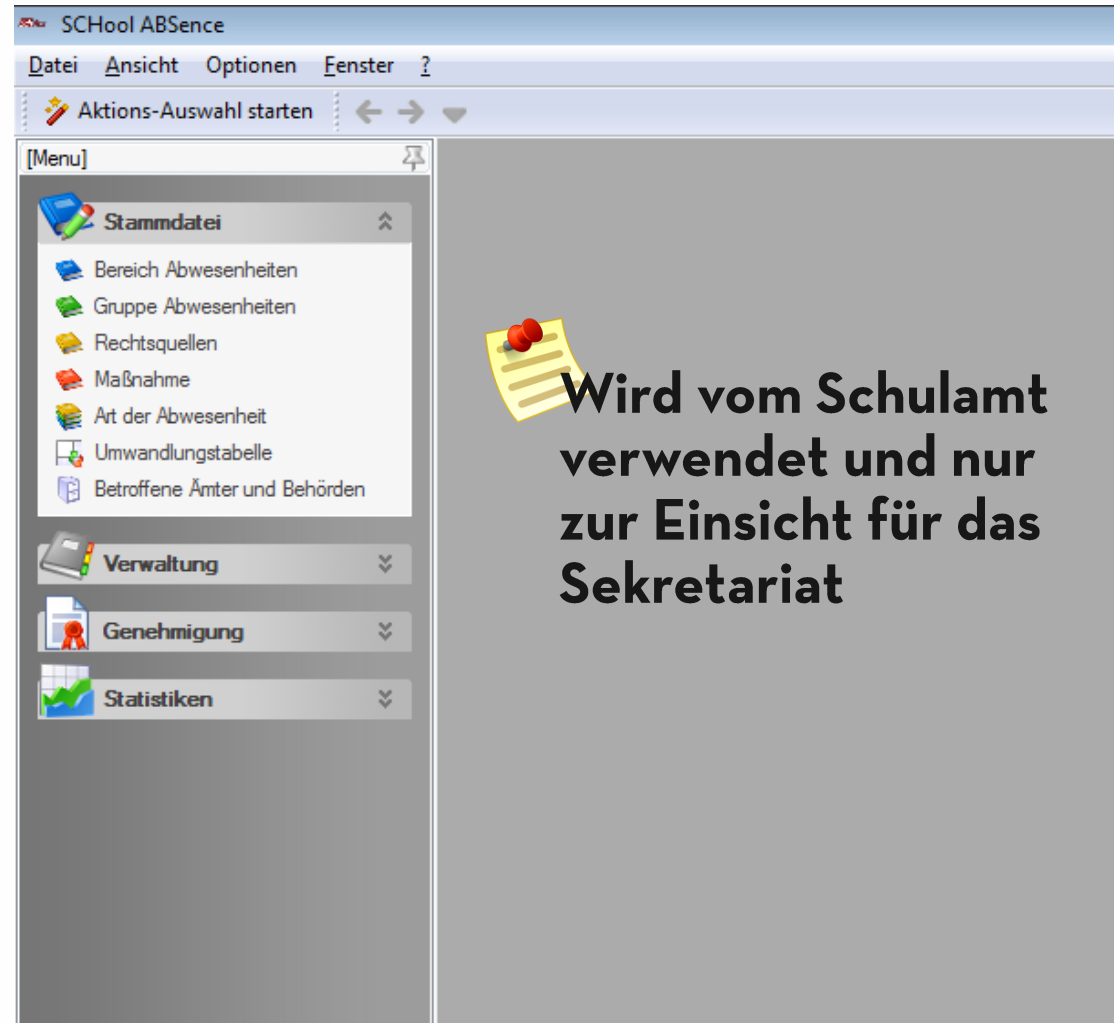 SCHool ABSence
Datei Ansicht Optionen Fenster ?
Aktions-Auswahl starten
[Menu]
Stammdatei
Bereich Abwesenheiten
Gruppe Abwesenheiten
Rechtsquellen
Maßnahme
Art der Abwesenheit
Umwandlungstabelle
Betroffene Ämter und Behörden
Verwaltung
Genehmigung
Statistiken
Wird vom Schulamt
verwendet und nur
zur Einsicht für das
Sekretariat